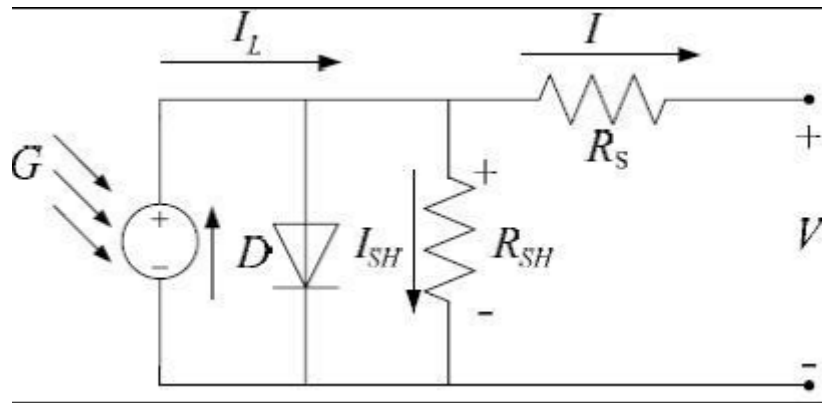 I_L I
+
R_S
G
+
+
-
D I_SH R_SH V
-
-